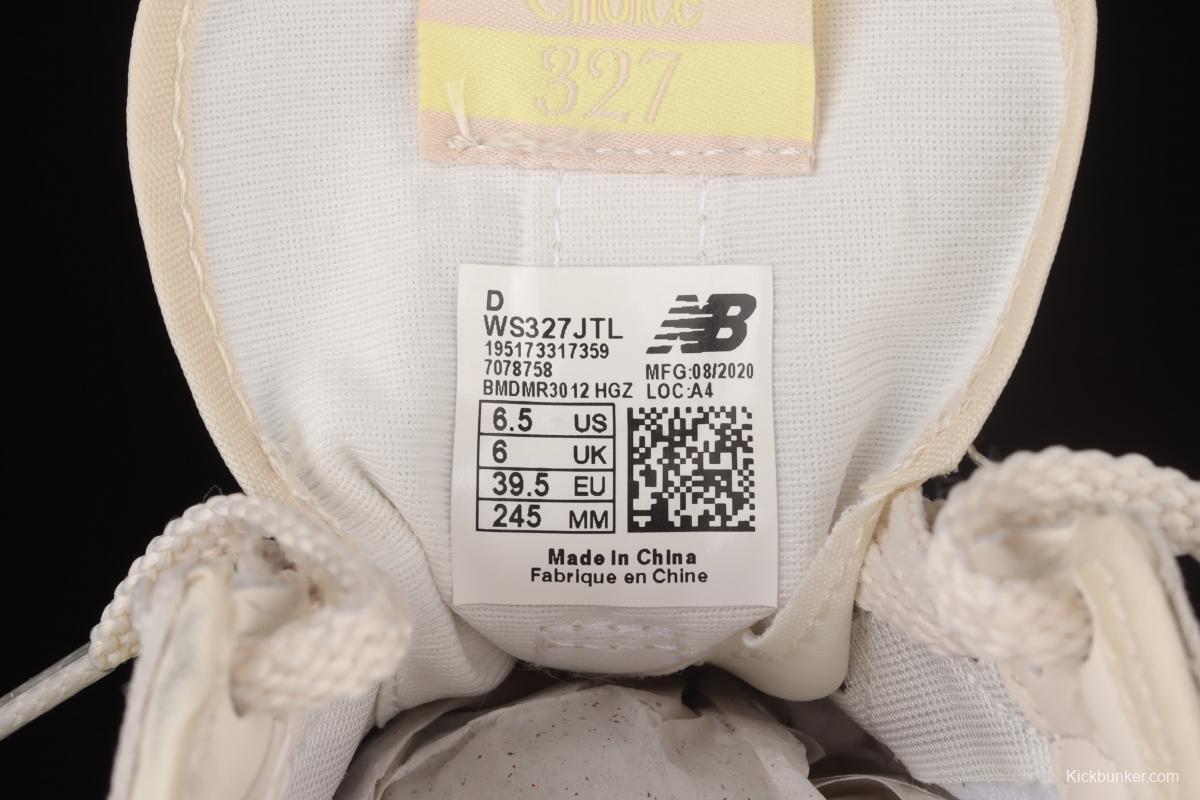 Choice
327
D
WS327JTL
195173317359
7078758
BMDMR3012 HGZ
NB
MFG:08/2020
LOC:A4
6.5 US
6 UK
39.5 EU
245 MM
Made in China
Fabrique en Chine
Kickbunker.com